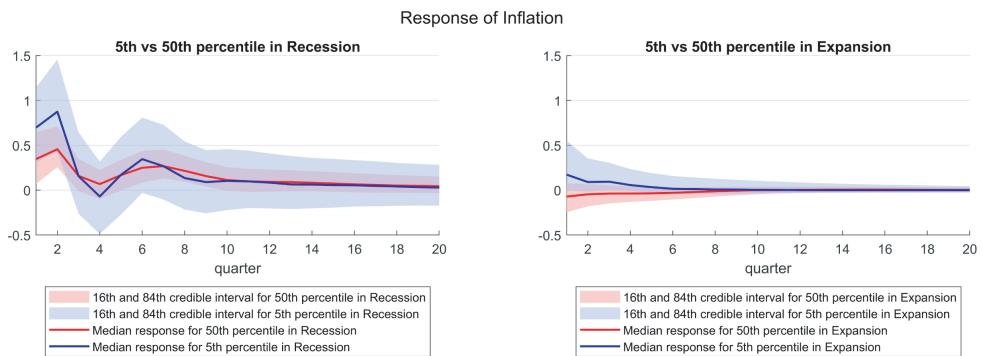 Response of Inflation
5th vs 50th percentile in Recession
1.5
1
0.5
0
-0.5
2 4 6 8 10 12 14 16 18 20
quarter
16th and 84th credible interval for 50th percentile in Recession
16th and 84th credible interval for 5th percentile in Recession
Median response for 50th percentile in Recession
Median response for 5th percentile in Recession
5th vs 50th percentile in Expansion
1.5
1
0.5
0
-0.5
2 4 6 8 10 12 14 16 18 20
quarter
16th and 84th credible interval for 50th percentile in Expansion
16th and 84th credible interval for 5th percentile in Expansion
Median response for 50th percentile in Expansion
Median response for 5th percentile in Expansion